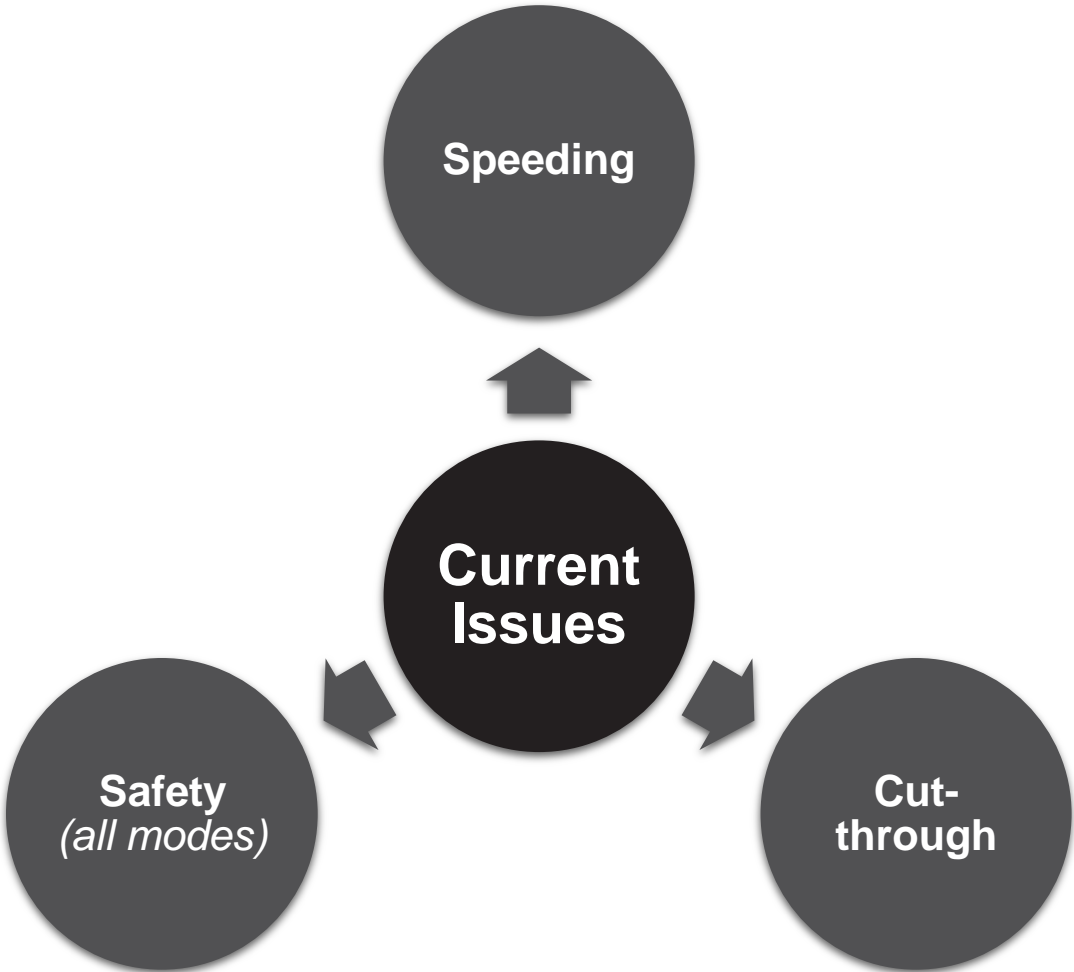 Speeding
Current
Issues
Safety
(all modes)
Cut-
through